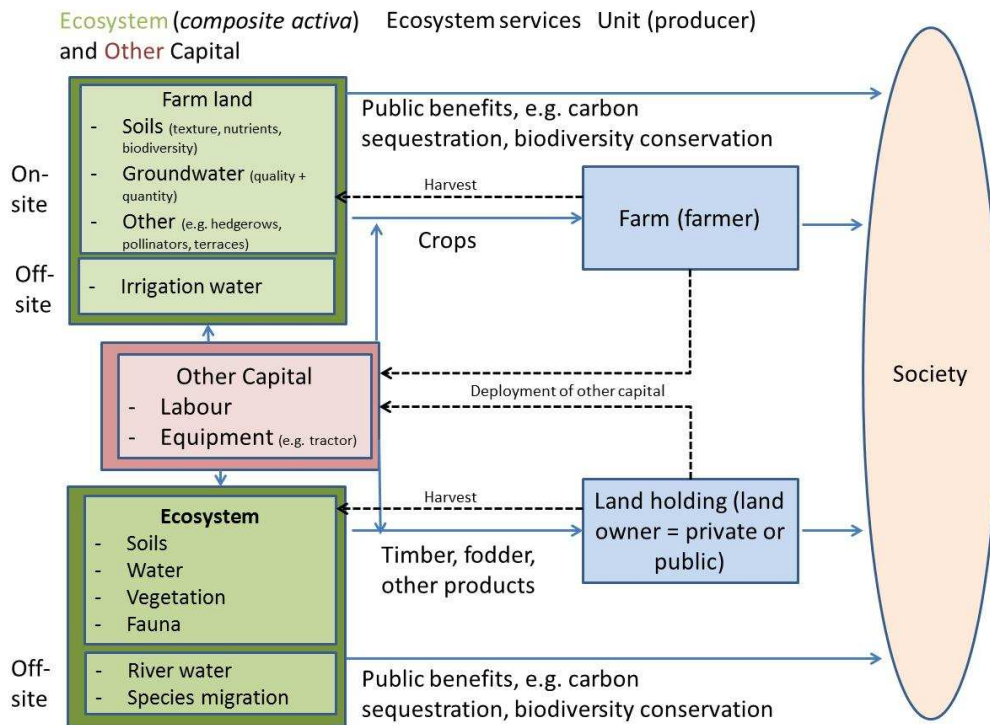 Ecosystem (composite activa) Ecosystem services Unit (producer)
and Other Capital
Farm land
- Soils (texture, nutrients,
biodiversity)
- Groundwater (quality +
quantity)
- Other (e.g. hedgerows,
pollinators, terraces)
On-
site
Off-
site
- Irrigation water
Public benefits, e.g. carbon
sequestration, biodiversity conservation
Harvest
Crops
Farm (farmer)
Other Capital
- Labour
- Equipment (e.g. tractor)
Deployment of other capital
Society
Ecosystem
- Soils
- Water
- Vegetation
- Fauna
Harvest
Timber, fodder,
other products
Land holding (land
owner = private or
public)
Off-
site
- River water
- Species migration
Public benefits, e.g. carbon
sequestration, biodiversity conservation